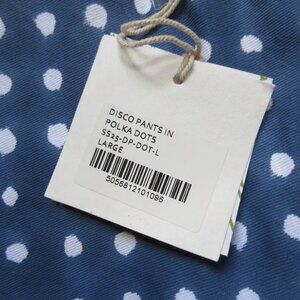 DISCO PANTS IN
POLKA DOTS
SS25-DP-DOT-L
LARGE
5056812101096